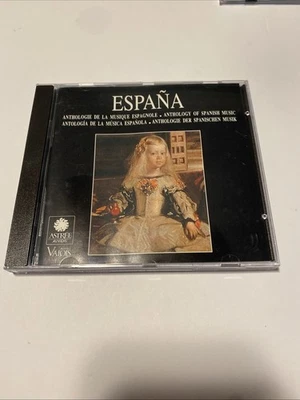 ESPAÑA
ANTHOLOGIE DE LA MUSIQUE ESPAGNOLE • ANTHOLOGY OF SPANISH MUSIC
ANTOLOGÍA DE LA MÚSICA ESPAÑOLA • ANTHOLOGIE DER SPANISCHEN MUSIK
ASTRÉE
VALOIS